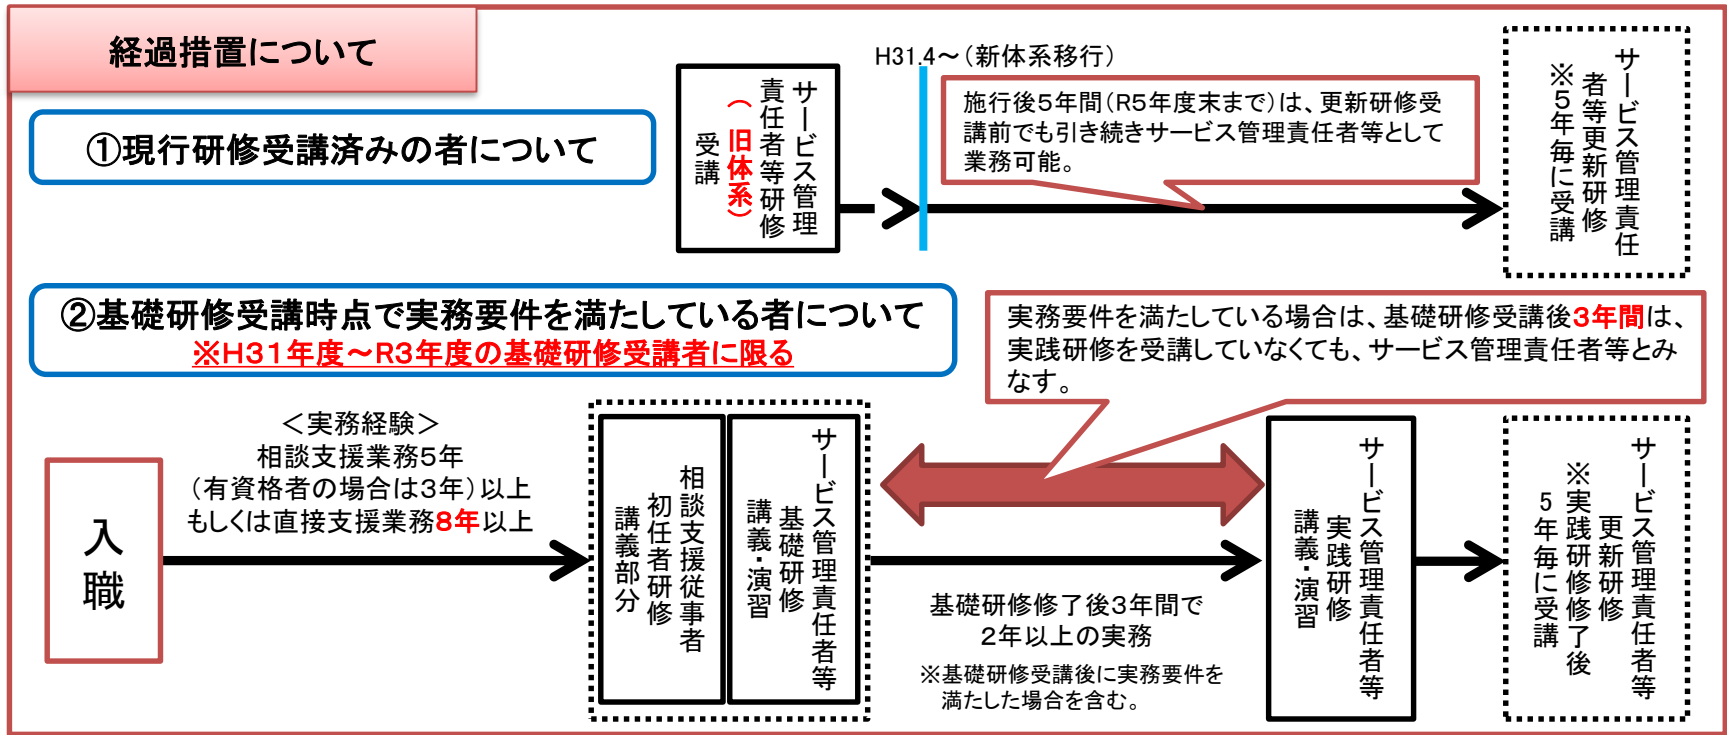 経過措置について
①現行研修受講済みの者について
サービス管理
責任者等研修
（旧体系）
受講
H31.4～（新体系移行）
施行後５年間（R５年度末まで）は、更新研修受
講前でも引き続きサービス管理責任者等として
業務可能。
サービス管理責任
者等更新研修
※５年毎に受講
②基礎研修受講時点で実務要件を満たしている者について
※H３１年度～R３年度の基礎研修受講者に限る
実務要件を満たしている場合は、基礎研修受講後３年間は、
実践研修を受講していなくても、サービス管理責任者等とみ
なす。
入職
＜実務経験＞
相談支援業務５年
（有資格者の場合は３年）以上
もしくは直接支援業務８年以上
相談支援従事者
初任者研修
講義部分
サービス管理責任者等
基礎研修
講義・演習
基礎研修修了後３年間で
２年以上の実務
※基礎研修受講後に実務要件を
満たした場合を含む。
サービス管理責任者等
実践研修
講義・演習
サービス管理責任者等
更新研修
※実践研修修了後
５年毎に受講